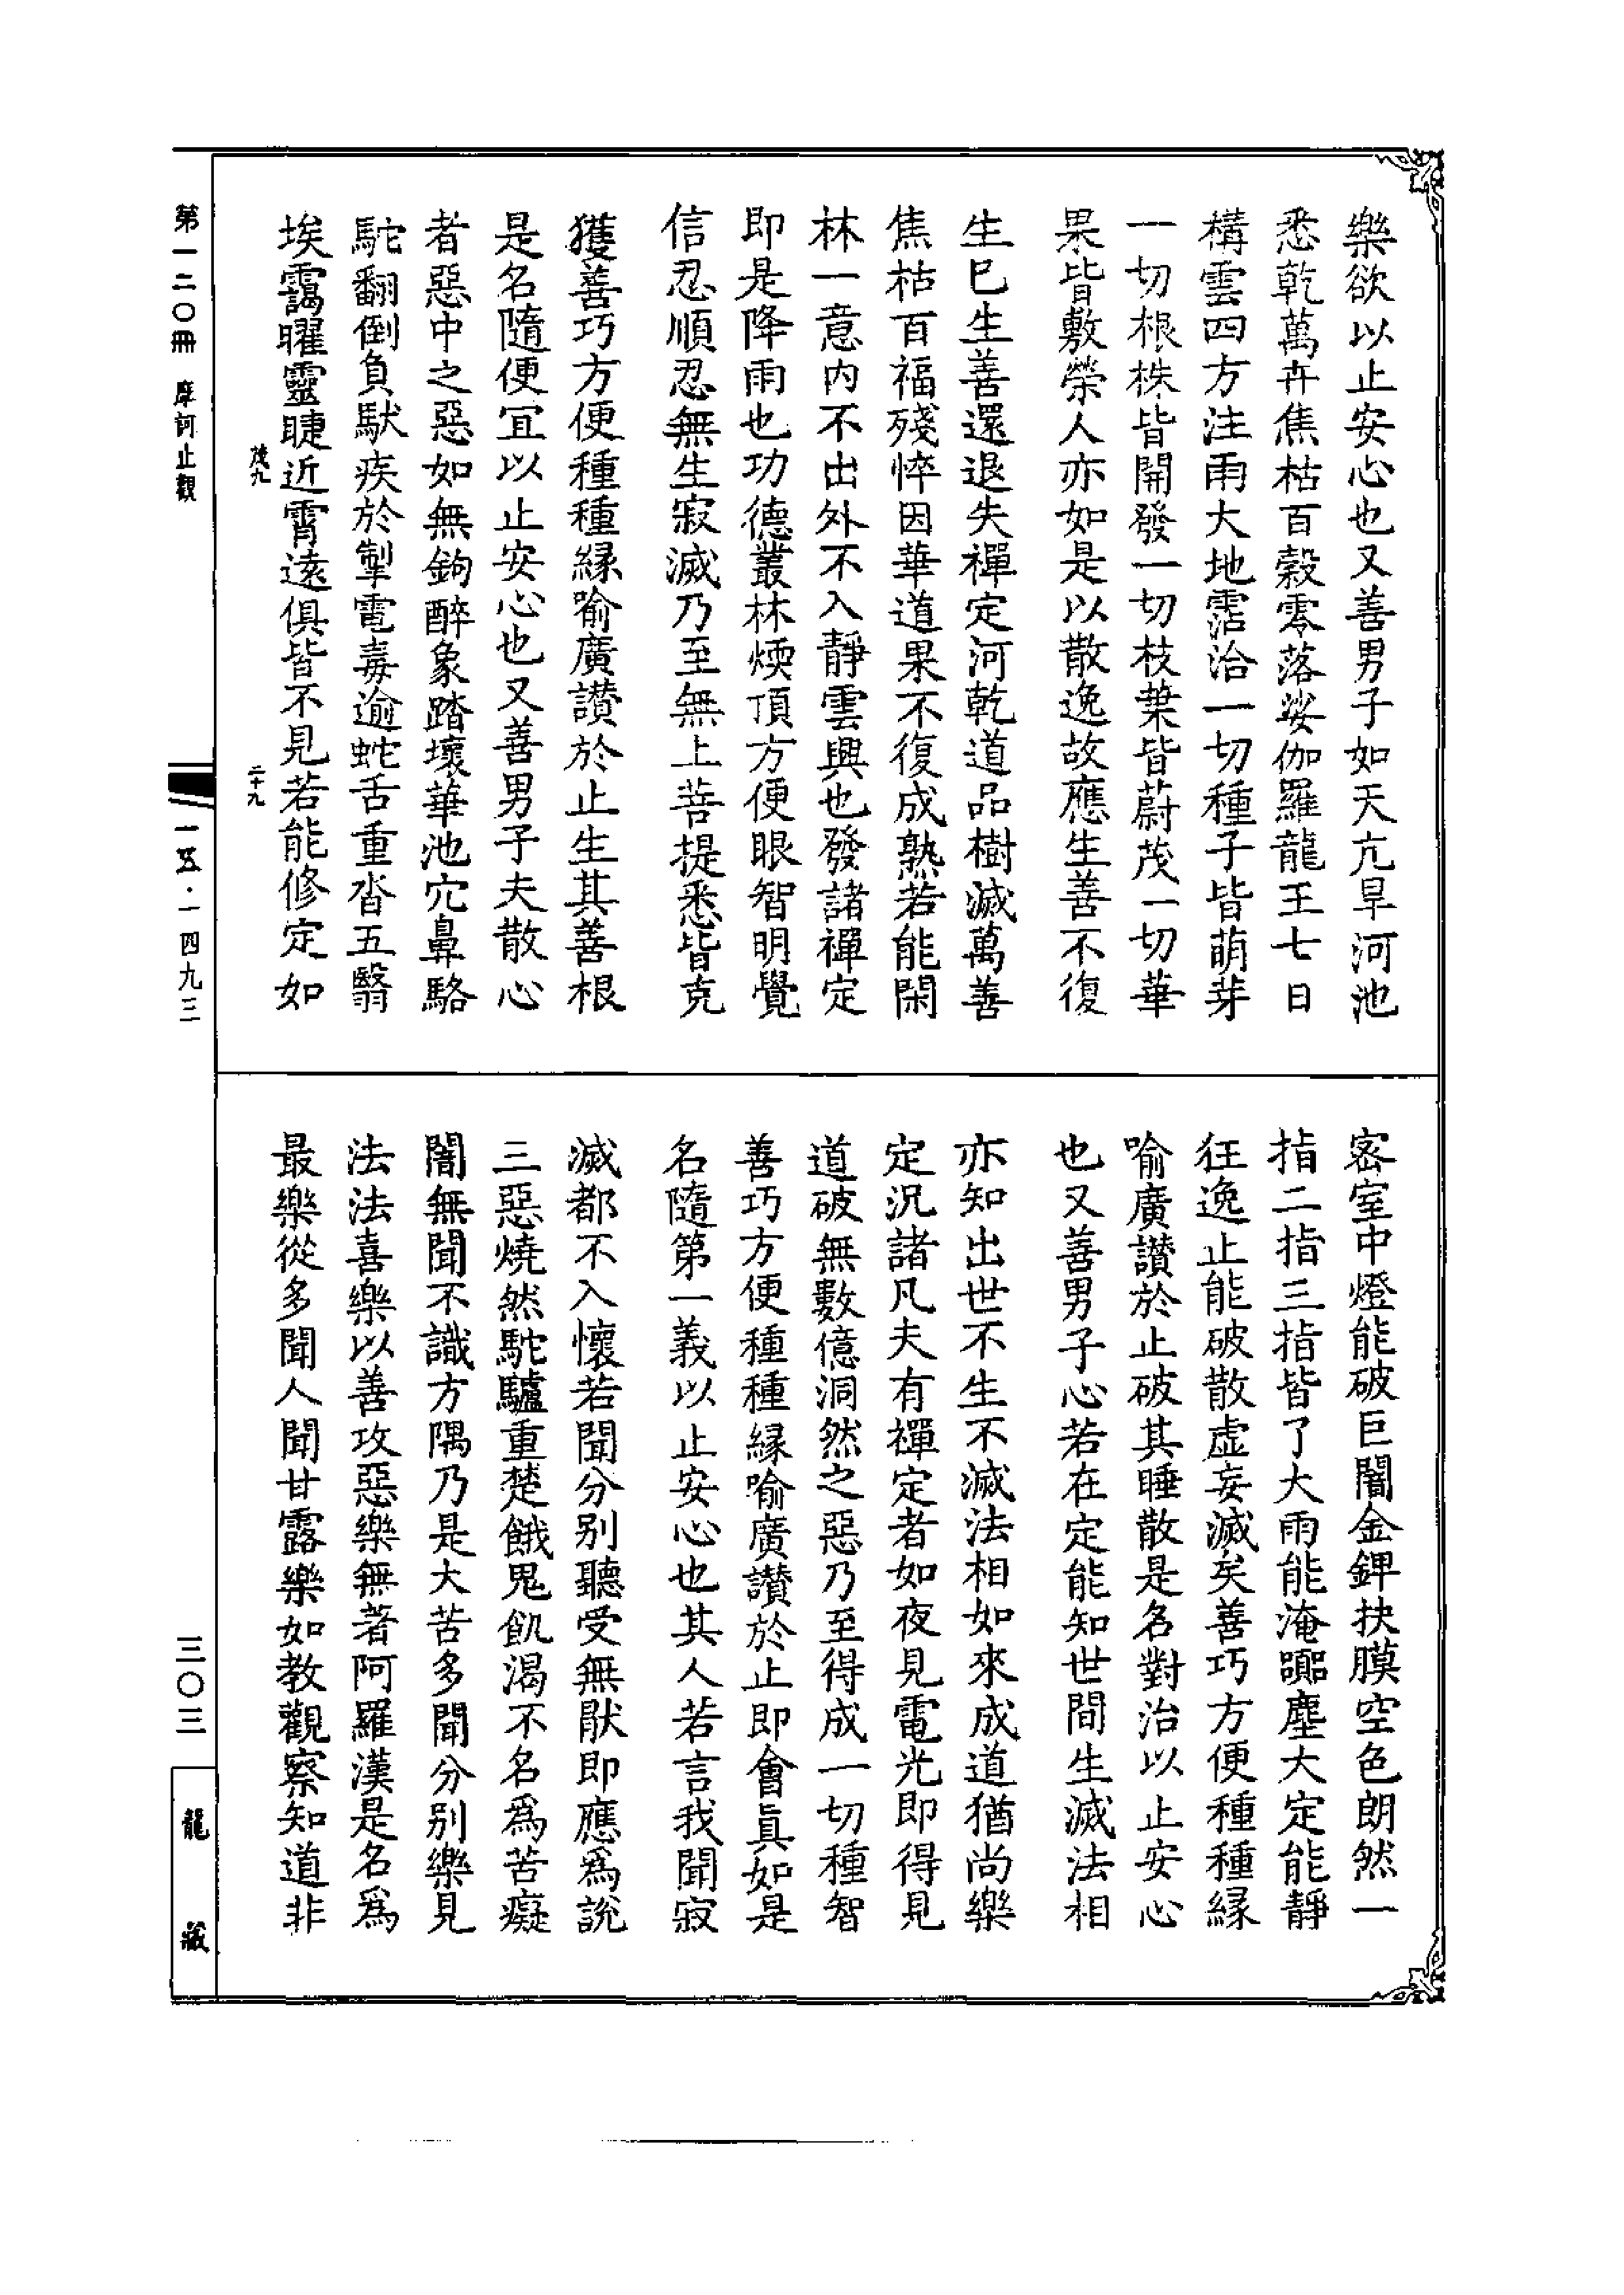 樂欲以止安心也又善男子如天亢旱河池
悉乾萬卉焦枯百穀零落娑伽羅龍王七日
構雲四方注雨大地霑洽一切種子皆萌芽
一切根株皆開發一切枝葉皆蔚茂一切華
果皆敷榮人亦如是以散逸故應生善不復
生巳生善還退失禪定河乾道品樹滅萬善
焦枯百福殘悴因華道果不復成熟若能閑
林一意内不出外不入靜雲興也發諸禪定
即是降雨也功德叢林煗頂方便眼智明覺
信忍順忍無生寂滅乃至無上菩提悉皆克
獲善巧方便種種緣喻廣讚於止生其善根
是名隨便宜以止安心也又善男子夫散心
者惡中之惡如無鉤醉象踏壞華池穴鼻駱
駝翻倒負馱疾於掣電毒逾蛇舌重沓五翳
埃靄曜靈睫近霄遠俱皆不見若能修定如
密室中燈能破巨闇金錍抉膜空色朗然一
指二指三指皆了大雨能淹嚻塵大定能靜
狂逸止能破散虛妄滅矣善巧方便種種緣
喻廣讚於止破其睡散是名對治以止安心
也又善男子心若在定能知世間生滅法相
亦知出世不生不滅法相如來成道猶尚樂
定況諸凡夫有禪定者如夜見電光即得見
道破無數億洞然之惡乃至得成一切種智
善巧方便種種緣喻廣讚於止即會真如是
名隨第一義以止安心也其人若言我聞寂
滅都不入懷若聞分別聽受無厭即應爲說
三惡燒然駝驢重楚餓鬼飢渴不名爲苦癡
闇無聞不識方隅乃是大苦多聞分別樂見
法法喜樂以善攻惡樂無著阿羅漢是名爲
最樂從多聞人聞甘露樂如教觀察知道非
茂九
二十九
第一二〇冊 摩訶止觀
一五·一四九三
三〇三
龍藏